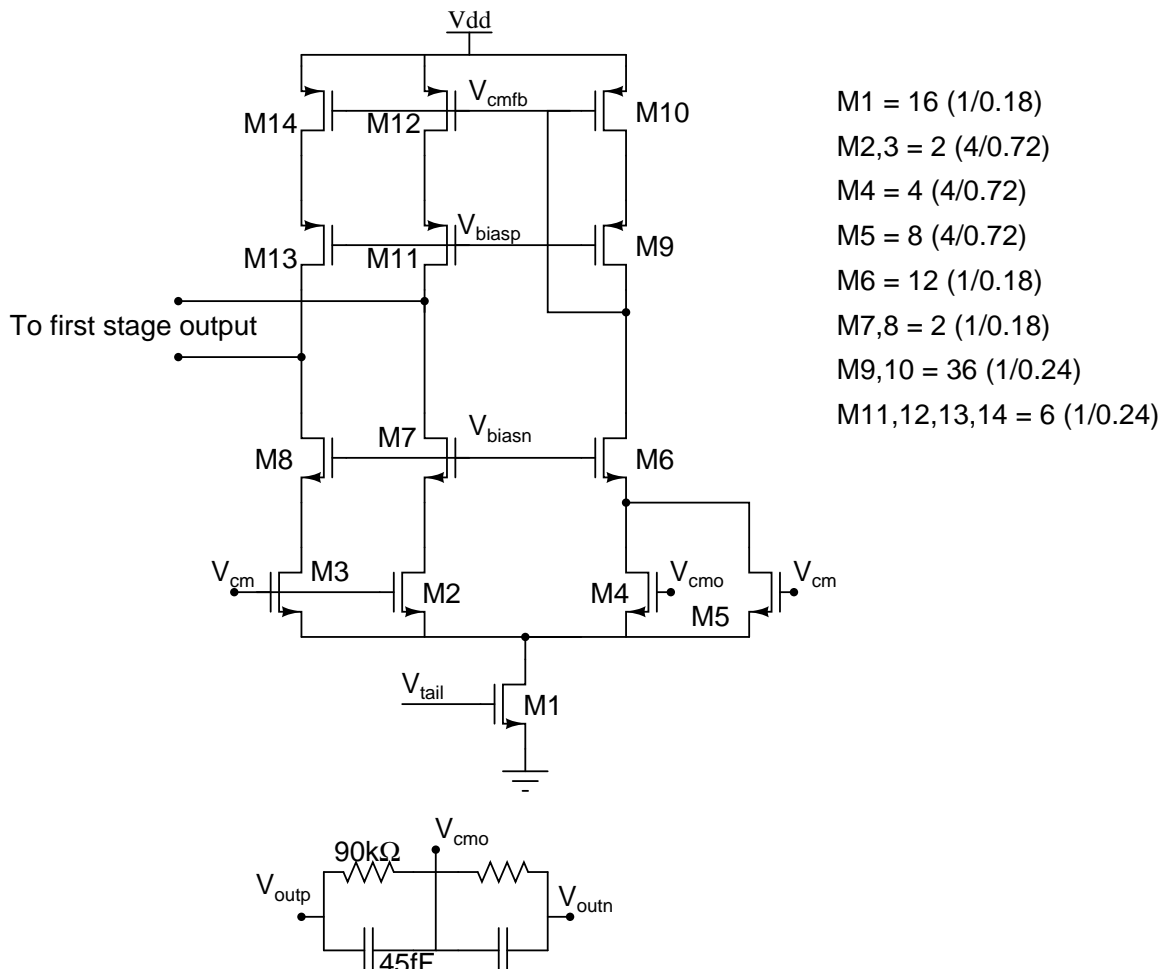 Vdd
Vcmfb
M14
M12
M10
Vbiasp
M13
M11
M9
To first stage output
M7
Vbiasn
M8
M6
Vcm
M3
M2
M4
Vcmo
M5
Vcm
Vtail
M1
M1 = 16 (1/0.18)
M2,3 = 2 (4/0.72)
M4 = 4 (4/0.72)
M5 = 8 (4/0.72)
M6 = 12 (1/0.18)
M7,8 = 2 (1/0.18)
M9,10 = 36 (1/0.24)
M11,12,13,14 = 6 (1/0.24)
Vcmo
90kΩ
Voutp
Voutn
45fF